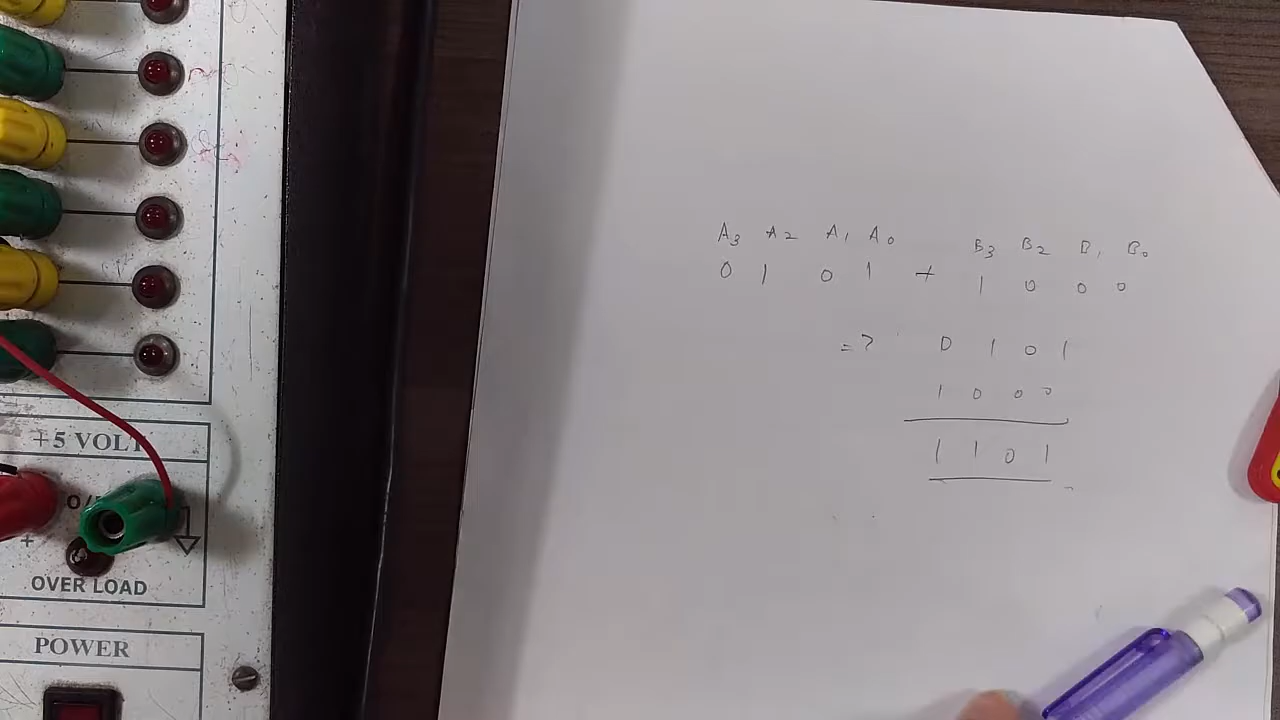 A3 A2 A1 A0 B3 B2 B1 B0
0 1 0 1 + 1 0 0 0
= ? 0 1 0 1
1 0 0 0
1 1 0 1
+5 VOLT
+
OVER LOAD
POWER